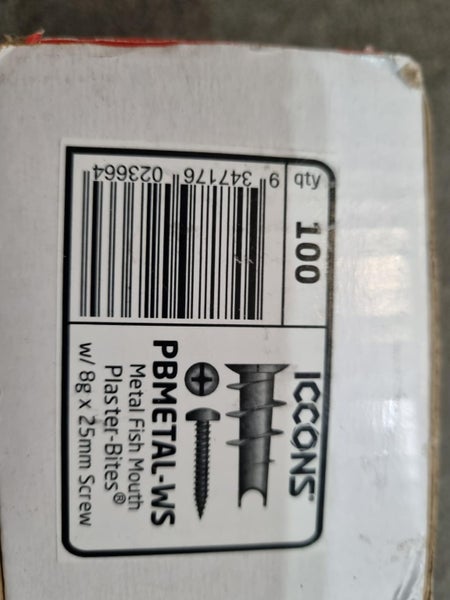 ICCONS®
PBMETAL-WS
Metal Fish Mouth
Plaster-Bites®
w/ 8g x 25mm Screw
qty
100
9 347176 023664